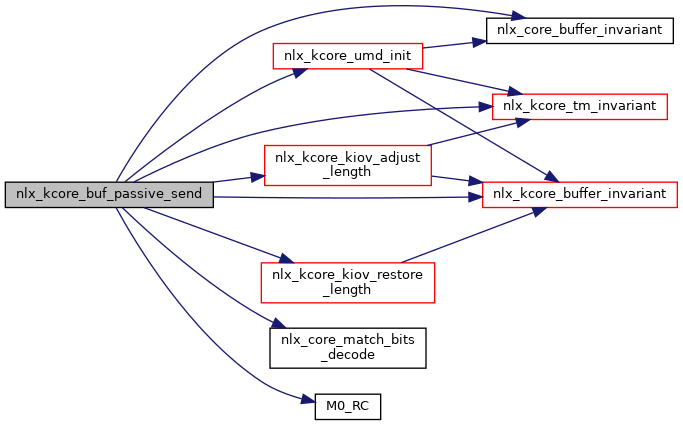 nlx_core_buffer_invariant
nlx_kcore_umd_init
nlx_kcore_tm_invariant
nlx_kcore_kiov_adjust
_length
nlx_kcore_buf_passive_send
nlx_kcore_buffer_invariant
nlx_kcore_kiov_restore
_length
nlx_core_match_bits
_decode
M0_RC